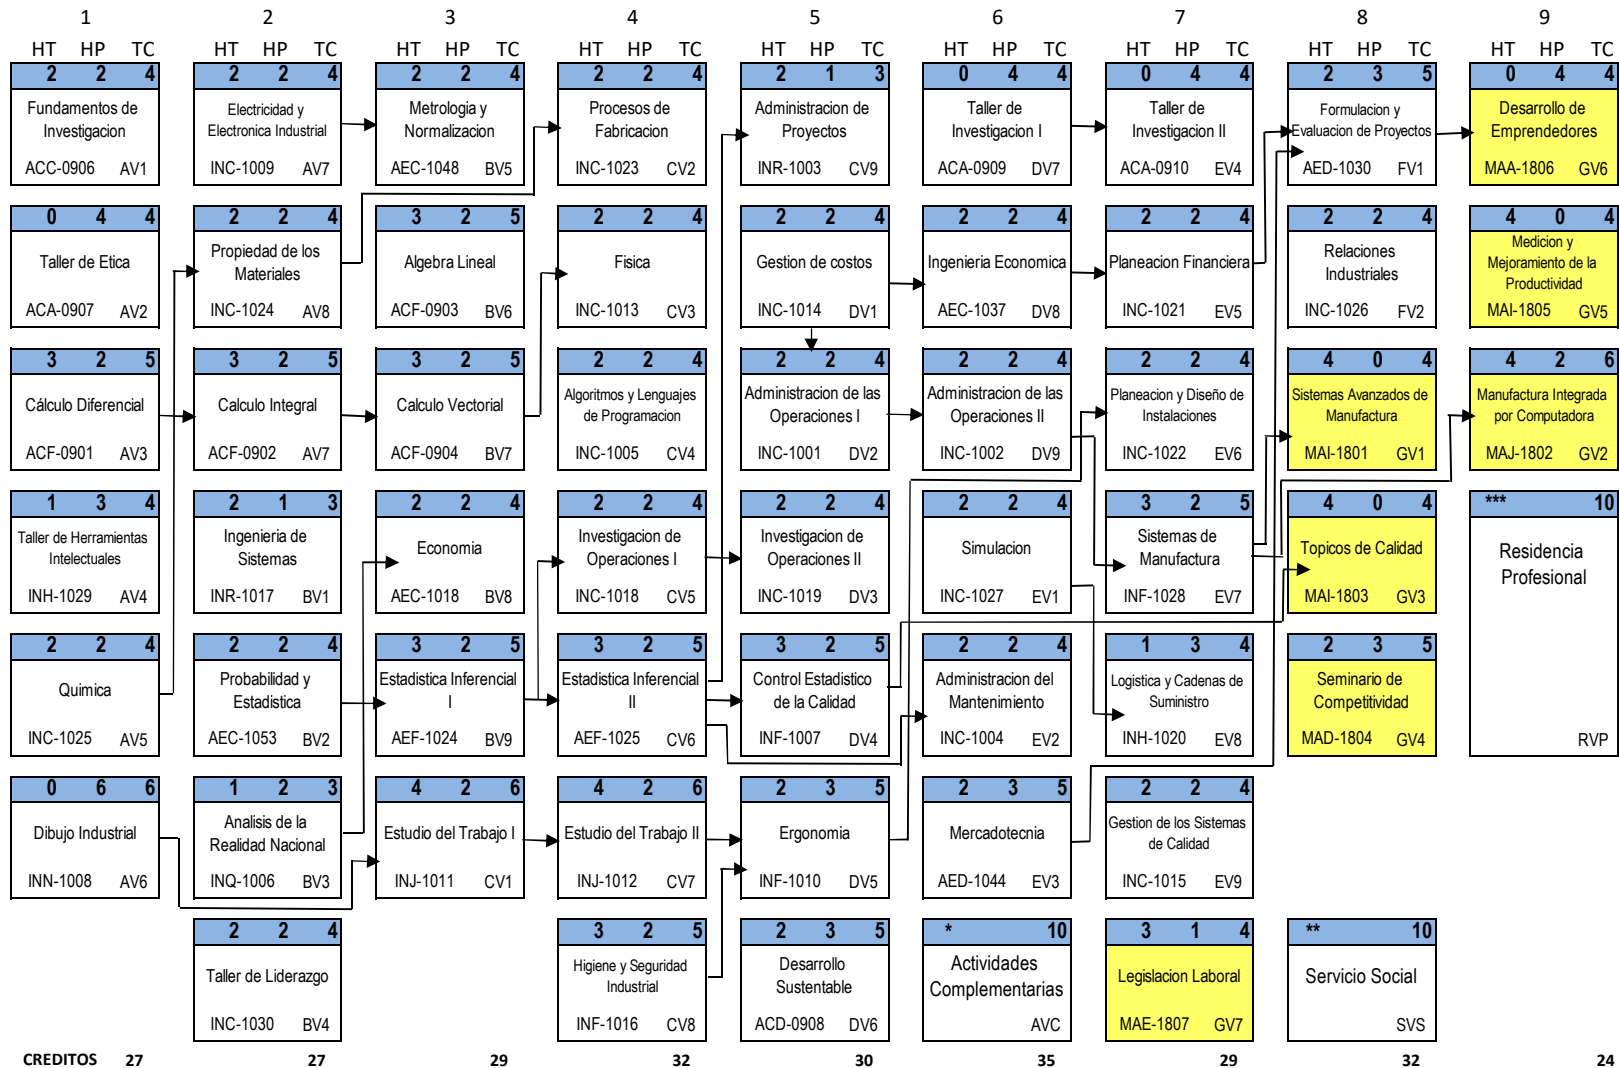 1 2 3 4 5 6 7 8 9
HT HP TC HT HP TC HT HP TC HT HP TC HT HP TC HT HP TC HT HP TC HT HP TC HT HP TC
2 2 4
Fundamentos de
Investigacion
ACC-0906 AV1
2 2 4
Electricidad y
Electronica Industrial
INC-1009 AV7
2 2 4
Metrologia y
Normalizacion
AEC-1048 BV5
2 2 4
Procesos de
Fabricacion
INC-1023 CV2
2 1 3
Administracion de
Proyectos
INR-1003 CV9
0 4 4
Taller de
Investigacion I
ACA-0909 DV7
0 4 4
Taller de
Investigacion II
ACA-0910 EV4
2 3 5
Formulacion y
Evaluacion de Proyectos
AED-1030 FV1
0 4 4
Desarrollo de
Emprendedores
MAA-1806 GV6
0 4 4
Taller de Etica
ACA-0907 AV2
2 2 4
Propiedad de los
Materiales
INC-1024 AV8
3 2 5
Algebra Lineal
ACF-0903 BV6
2 2 4
Fisica
INC-1013 CV3
2 2 4
Gestion de costos
INC-1014 DV1
2 2 4
Ingenieria Economica
AEC-1037 DV8
2 2 4
Planeacion Financiera
INC-1021 EV5
2 2 4
Relaciones
Industriales
INC-1026 FV2
4 0 4
Medicion y
Mejoramiento de la
Productividad
MAI-1805 GV5
3 2 5
Cálculo Diferencial
ACF-0901 AV3
3 2 5
Calculo Integral
ACF-0902 AV7
3 2 5
Calculo Vectorial
ACF-0904 BV7
2 2 4
Algoritmos y Lenguajes
de Programacion
INC-1005 CV4
2 2 4
Administracion de las
Operaciones I
INC-1001 DV2
2 2 4
Administracion de las
Operaciones II
INC-1002 DV9
2 2 4
Planeacion y Diseño de
Instalaciones
INC-1022 EV6
4 0 4
Sistemas Avanzados de
Manufactura
MAI-1801 GV1
4 2 6
Manufactura Integrada
por Computadora
MAJ-1802 GV2
1 3 4
Taller de Herramientas
Intelectuales
INH-1029 AV4
2 1 3
Ingenieria de
Sistemas
INR-1017 BV1
2 2 4
Economia
AEC-1018 BV8
2 2 4
Investigacion de
Operaciones I
INC-1018 CV5
2 2 4
Investigacion de
Operaciones II
INC-1019 DV3
2 2 4
Simulacion
INC-1027 EV1
3 2 5
Sistemas de
Manufactura
INF-1028 EV7
4 0 4
Topicos de Calidad
MAI-1803 GV3
*** 10
Residencia
Profesional
RVP
2 2 4
Quimica
INC-1025 AV5
2 2 4
Probabilidad y
Estadistica
AEC-1053 BV2
3 2 5
Estadistica Inferencial
I
AEF-1024 BV9
3 2 5
Estadistica Inferencial
II
AEF-1025 CV6
3 2 5
Control Estadistico
de la Calidad
INF-1007 DV4
2 2 4
Administracion del
Mantenimiento
INC-1004 EV2
1 3 4
Logistica y Cadenas de
Suministro
INH-1020 EV8
2 3 5
Seminario de
Competitividad
MAD-1804 GV4
0 6 6
Dibujo Industrial
INN-1008 AV6
1 2 3
Analisis de la
Realidad Nacional
INQ-1006 BV3
4 2 6
Estudio del Trabajo I
INJ-1011 CV1
4 2 6
Estudio del Trabajo II
INJ-1012 CV7
2 3 5
Ergonomia
INF-1010 DV5
2 3 5
Mercadotecnia
AED-1044 EV3
2 2 4
Gestion de los Sistemas
de Calidad
INC-1015 EV9
2 2 4
Taller de Liderazgo
INC-1030 BV4
3 2 5
Higiene y Seguridad
Industrial
INF-1016 CV8
2 3 5
Desarrollo
Sustentable
ACD-0908 DV6
* 10
Actividades
Complementarias
AVC
3 1 4
Legislacion Laboral
MAE-1807 GV7
** 10
Servicio Social
SVS
CREDITOS 27 27 29 32 30 35 29 32 24